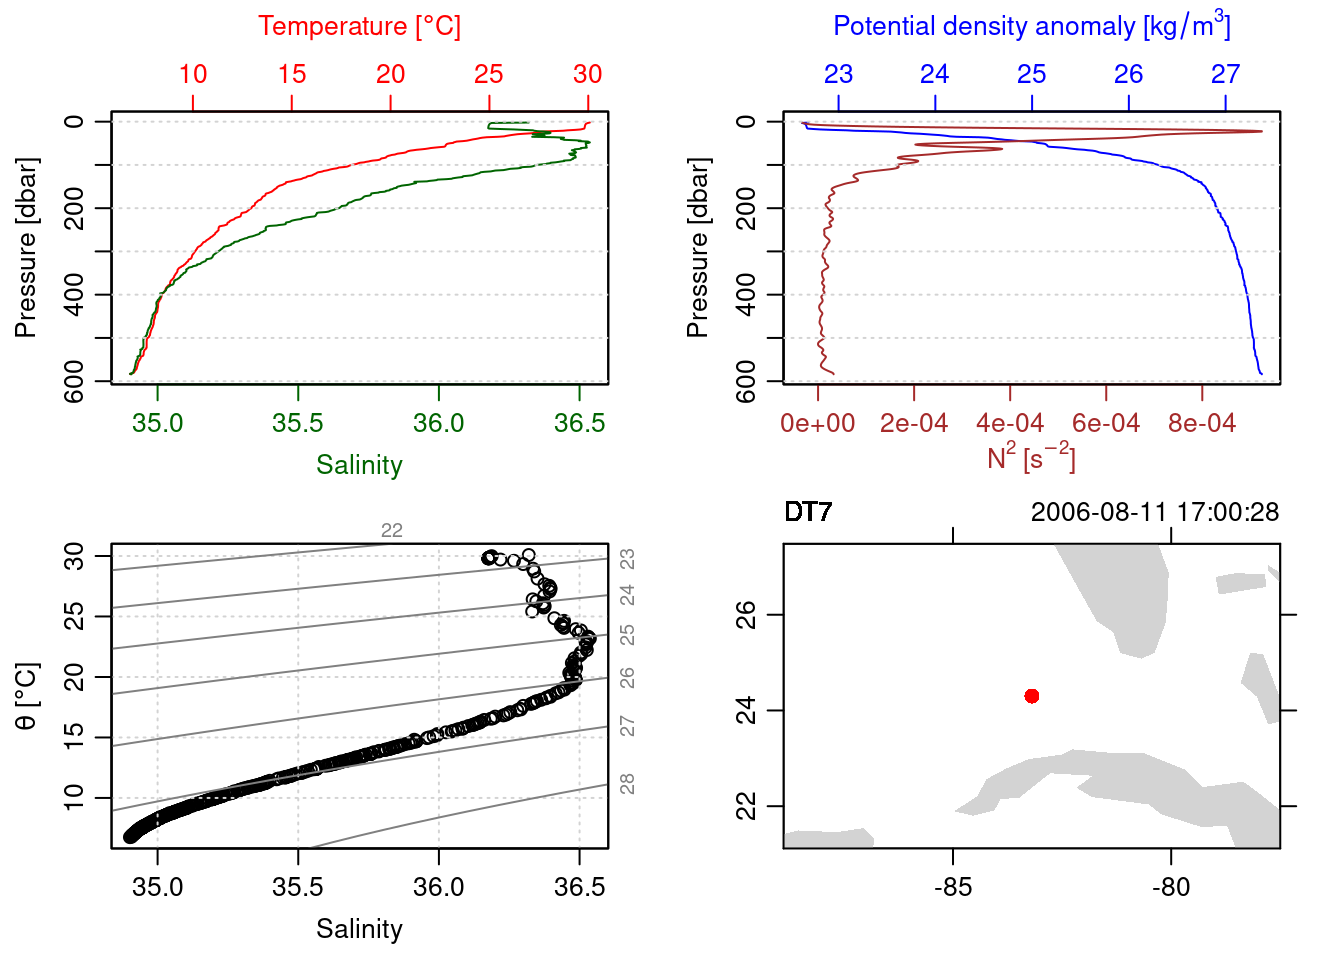 Temperature [°C]
10 15 20 25 30
0
200
400
600
Pressure [dbar]
35.0 35.5 36.0 36.5
Salinity
Potential density anomaly [kg/m³]
23 24 25 26 27
0
200
400
600
Pressure [dbar]
0e+00 2e-04 4e-04 6e-04 8e-04
N² [s⁻²]
22
23
24
25
26
27
28
30
25
20
15
10
θ [°C]
35.0 35.5 36.0 36.5
Salinity
DT7 2006-08-11 17:00:28
26
24
22
-85 -80